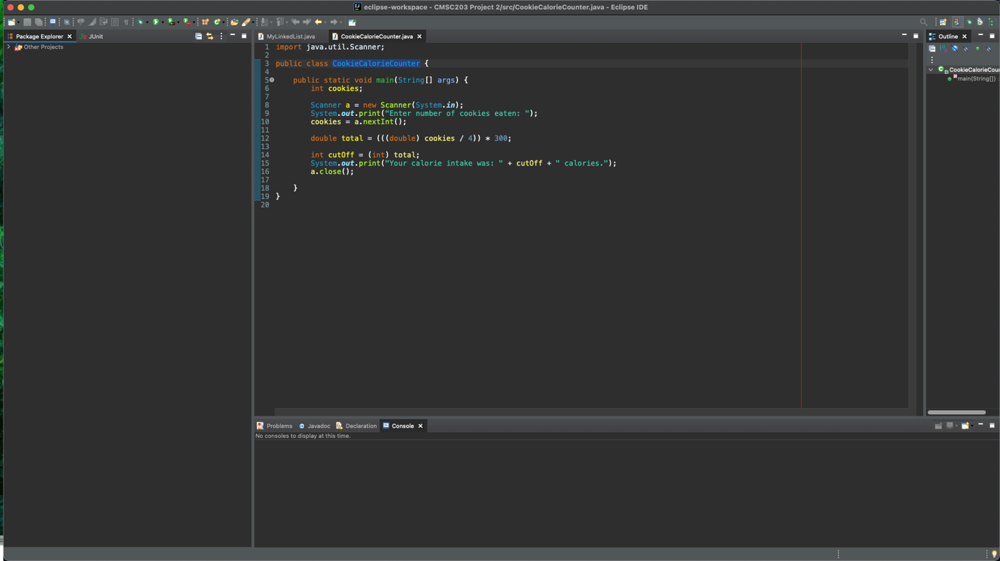 eclipse-workspace - CMSC203 Project 2/src/CookieCalorieCounter.java - Eclipse IDE
Package Explorer
JUnit
Other Projects
MyLinkedList.java
CookieCalorieCounter.java
1 import java.util.Scanner;
2
3 public class CookieCalorieCounter {
4
5 public static void main(String[] args) {
6 int cookies;
7
8 Scanner a = new Scanner(System.in);
9 System.out.print("Enter number of cookies eaten: ");
10 cookies = a.nextInt();
11
12 double total = (((double) cookies / 4)) * 300;
13
14 int cutOff = (int) total;
15 System.out.print("Your calorie intake was: " + cutOff + " calories.");
16 a.close();
17
18 }
19 }
20
Outline
CookieCalorieCou
main(String[]) :
Problems
Javadoc
Declaration
Console
No consoles to display at this time.